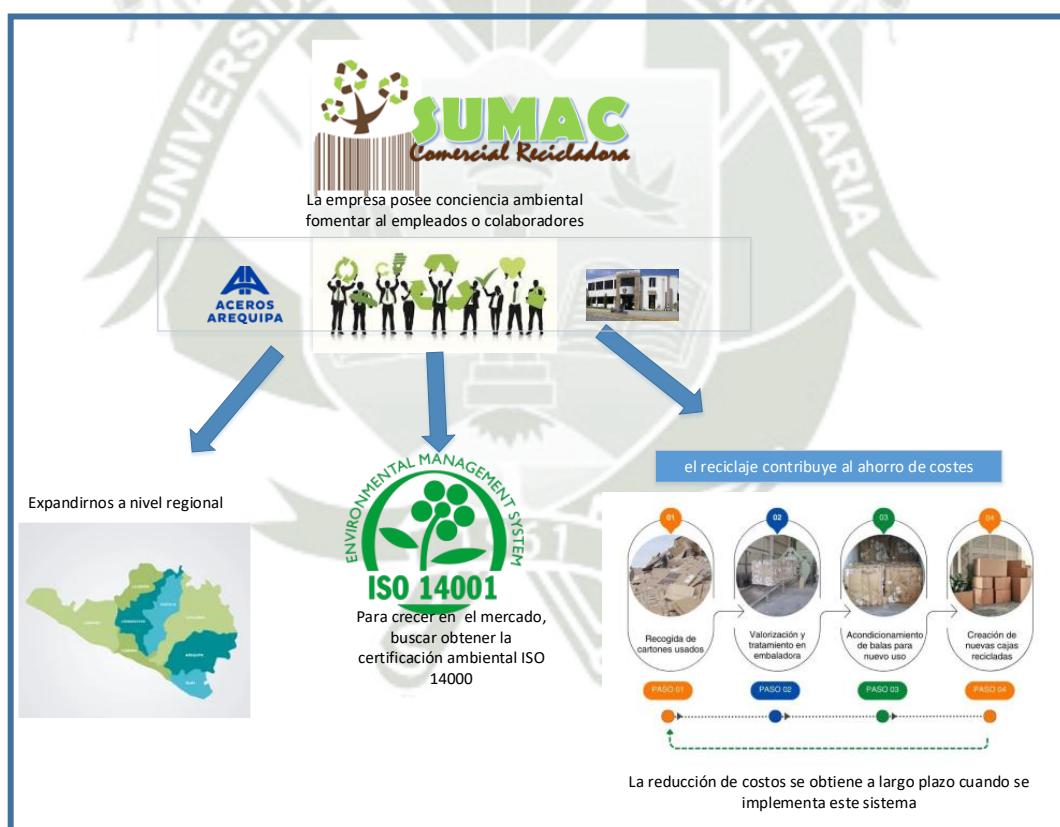 UNIVERSIDAD
SANTA MARIA
SUMAC
Comercial Recicladora
La empresa posee conciencia ambiental
fomentar al empleados o colaboradores
ACEROS
AREQUIPA
el reciclaje contribuye al ahorro de costes
Expandirnos a nivel regional
ENVIRONMENTAL MANAGEMENT SYSTEM
ISO 14001
Para crecer en el mercado,
buscar obtener la
certificación ambiental ISO
14000
AREQUIPA
01
02
03
04
Recogida de
cartones usados
Valorización y
tratamiento en
embaladora
Acondicionamiento
de balas para
nuevo uso
Creación de
nuevas cajas
recicladas
PASO 01
PASO 02
PASO 03
PASO 04
La reducción de costos se obtiene a largo plazo cuando se
implementa este sistema